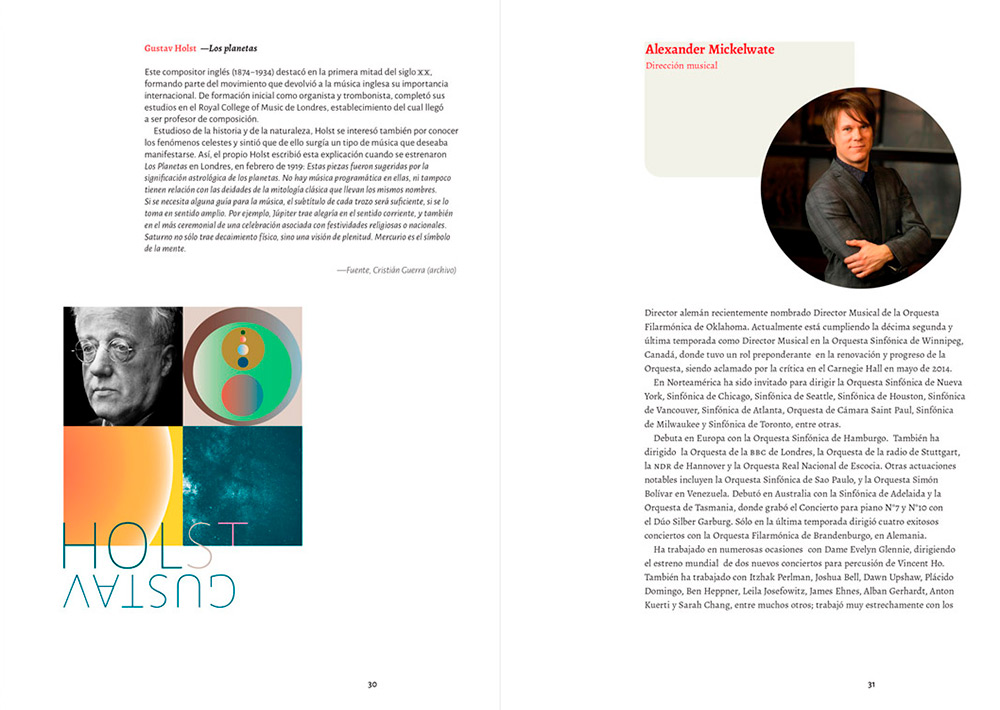 Gustav Holst —Los planetas
Este compositor inglés (1874–1934) destacó en la primera mitad del siglo XX,
formando parte del movimiento que devolvió a la música inglesa su importancia
internacional. De formación inicial como organista y trombonista, completó sus
estudios en el Royal College of Music de Londres, establecimiento del cual llegó
a ser profesor de composición.
Estudioso de la historia y de la naturaleza, Holst se interesó también por conocer
los fenómenos celestes y sintió que de ello surgía un tipo de música que deseaba
manifestarse. Así, el propio Holst escribió esta explicación cuando se estrenaron
Los Planetas en Londres, en febrero de 1919: Estas piezas fueron sugeridas por la
significación astrológica de los planetas. No hay música programática en ellas, ni tampoco
tienen relación con las deidades de la mitología clásica que llevan los mismos nombres.
Si se necesita alguna guía para la música, el subtítulo de cada trozo será suficiente, si se lo
toma en sentido amplio. Por ejemplo, Júpiter trae alegría en el sentido corriente, y también
en el más ceremonial de una celebración asociada con festividades religiosas o nacionales.
Saturno no sólo trae decaimiento físico, sino una visión de plenitud. Mercurio es el símbolo
de la mente.
—Fuente, Cristián Guerra (archivo)
HOLST
GUSTAV
30
Alexander Mickelwate
Dirección musical
Director alemán recientemente nombrado Director Musical de la Orquesta
Filarmónica de Oklahoma. Actualmente está cumpliendo la décima segunda y
última temporada como Director Musical en la Orquesta Sinfónica de Winnipeg,
Canadá, donde tuvo un rol preponderante en la renovación y progreso de la
Orquesta, siendo aclamado por la crítica en el Carnegie Hall en mayo de 2014.
En Norteamérica ha sido invitado para dirigir la Orquesta Sinfónica de Nueva
York, Sinfónica de Chicago, Sinfónica de Seattle, Sinfónica de Houston, Sinfónica
de Vancouver, Sinfónica de Atlanta, Orquesta de Cámara Saint Paul, Sinfónica
de Milwaukee y Sinfónica de Toronto, entre otras.
Debuta en Europa con la Orquesta Sinfónica de Hamburgo. También ha
dirigido la Orquesta de la BBC de Londres, la Orquesta de la radio de Stuttgart,
la NDR de Hannover y la Orquesta Real Nacional de Escocia. Otras actuaciones
notables incluyen la Orquesta Sinfónica de Sao Paulo, y la Orquesta Simón
Bolívar en Venezuela. Debutó en Australia con la Sinfónica de Adelaida y la
Orquesta de Tasmania, donde grabó el Concierto para piano N°7 y N°10 con
el Dúo Silber Garburg. Sólo en la última temporada dirigió cuatro exitosos
conciertos con la Orquesta Filarmónica de Brandenburgo, en Alemania.
Ha trabajado en numerosas ocasiones con Dame Evelyn Glennie, dirigiendo
el estreno mundial de dos nuevos conciertos para percusión de Vincent Ho.
También ha trabajado con Itzhak Perlman, Joshua Bell, Dawn Upshaw, Plácido
Domingo, Ben Heppner, Leila Josefowitz, James Ehnes, Alban Gerhardt, Anton
Kuerti y Sarah Chang, entre muchos otros; trabajó muy estrechamente con los
31